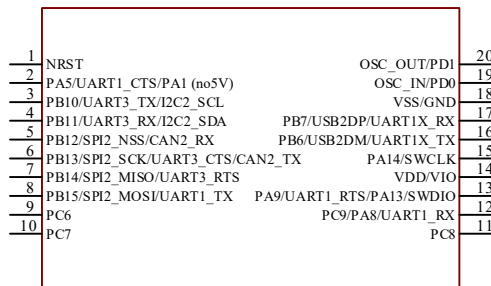 1 NRST OSC_OUT/PD1 20
2 PA5/UART1_CTS/PA1 (no5V) OSC_IN/PD0 19
3 PB10/UART3_TX/I2C2_SCL VSS/GND 18
4 PB11/UART3_RX/I2C2_SDA PB7/USB2DP/UART1X_RX 17
5 PB12/SPI2_NSS/CAN2_RX PB6/USB2DM/UART1X_TX 16
6 PB13/SPI2_SCK/UART3_CTS/CAN2_TX PA14/SWCLK 15
7 PB14/SPI2_MISO/UART3_RTS VDD/VIO 14
8 PB15/SPI2_MOSI/UART1_TX PA9/UART1_RTS/PA13/SWDIO 13
9 PC6 PC9/PA8/UART1_RX 12
10 PC7 PC8 11